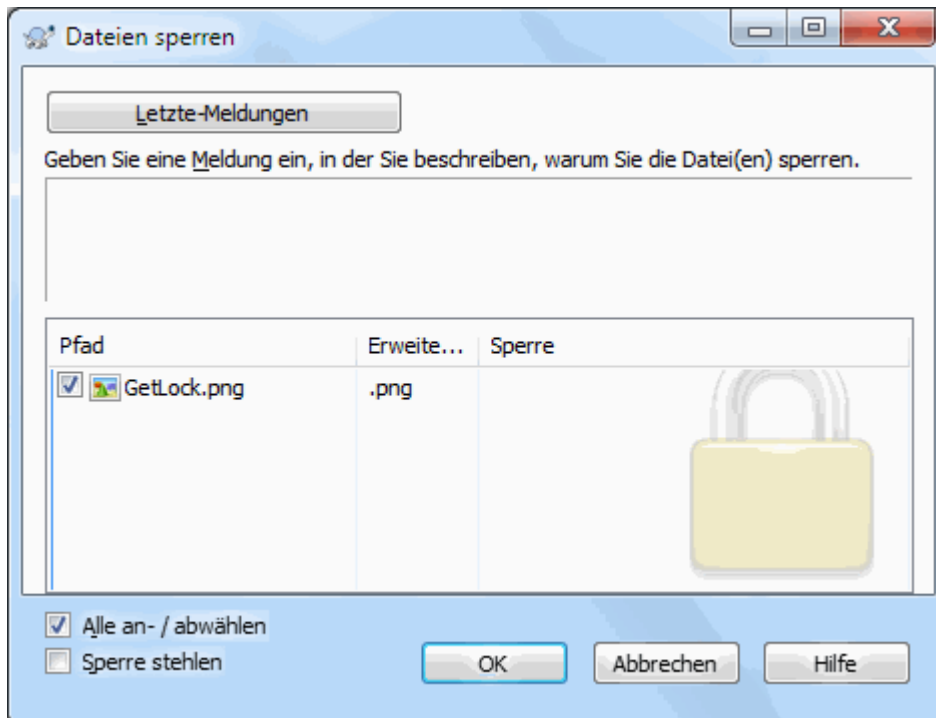 Dateien sperren
Letzte-Meldungen
Geben Sie eine Meldung ein, in der Sie beschreiben, warum Sie die Datei(en) sperren.
Pfad Erweite... Sperre
GetLock.png .png
Alle an- / abwählen
Sperre stehlen
OK Abbrechen Hilfe